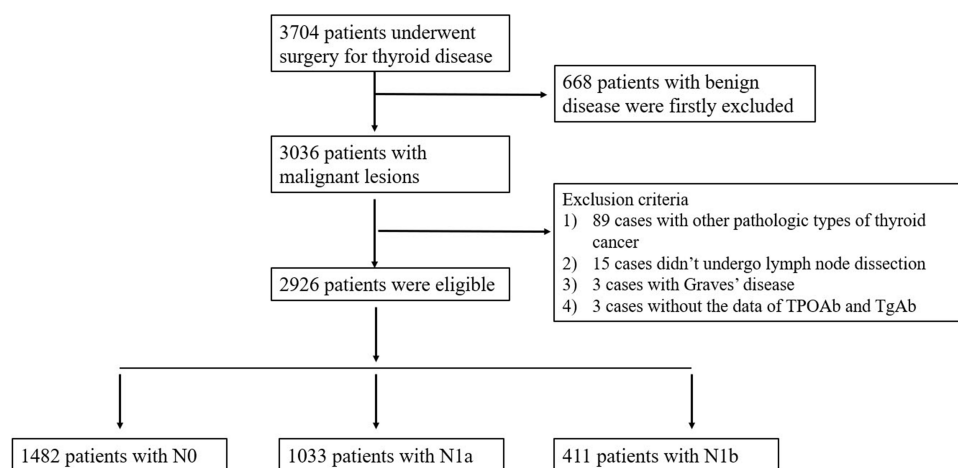 3704 patients underwent
surgery for thyroid disease
668 patients with benign
disease were firstly excluded
3036 patients with
malignant lesions
Exclusion criteria
1) 89 cases with other pathologic types of thyroid
cancer
2) 15 cases didn't undergo lymph node dissection
3) 3 cases with Graves' disease
4) 3 cases without the data of TPOAb and TgAb
2926 patients were eligible
1482 patients with N0
1033 patients with N1a
411 patients with N1b